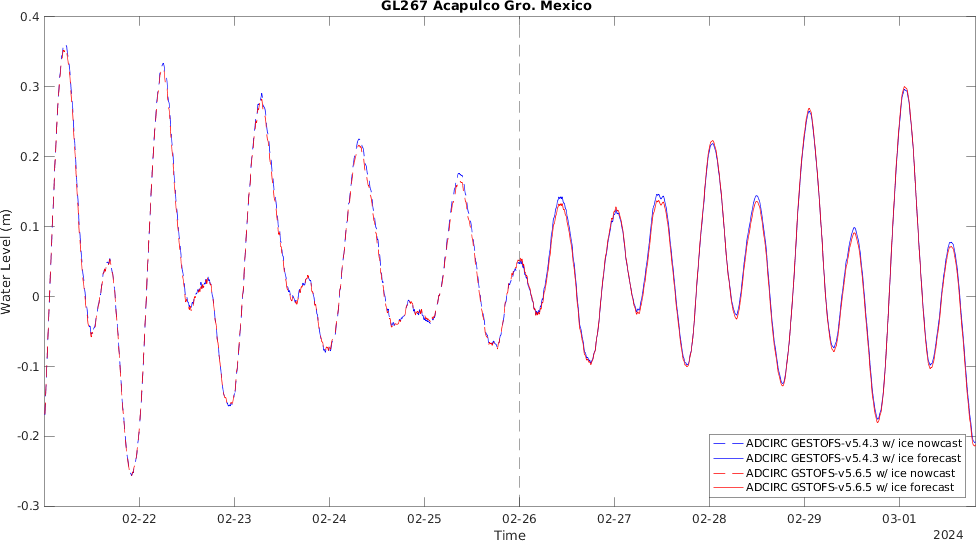 GL267 Acapulco Gro. Mexico
Water Level (m)
0.4
0.3
0.2
0.1
0
-0.1
-0.2
-0.3
ADCIRC GESTOFS-v5.4.3 w/ ice nowcast
ADCIRC GESTOFS-v5.4.3 w/ ice forecast
ADCIRC GSTOFS-v5.6.5 w/ ice nowcast
ADCIRC GSTOFS-v5.6.5 w/ ice forecast
02-22 02-23 02-24 02-25 02-26 02-27 02-28 02-29 03-01
Time
2024